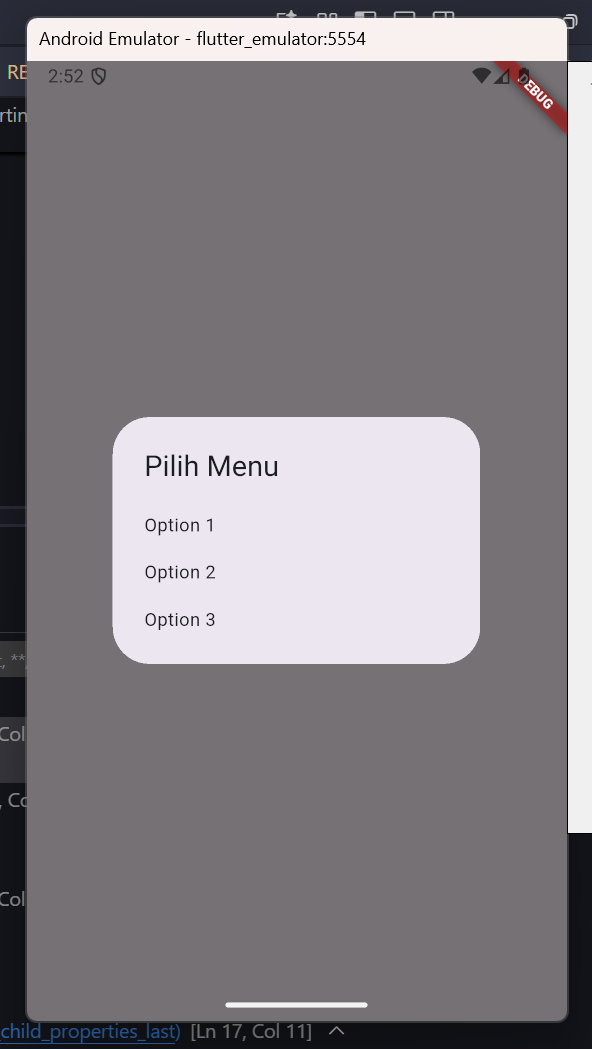 Android Emulator - flutter_emulator:5554
2:52
DEBUG
Pilih Menu
Option 1
Option 2
Option 3
RE
rtin
, **
Col
, Co
Col
child_properties_last) [Ln 17, Col 11]